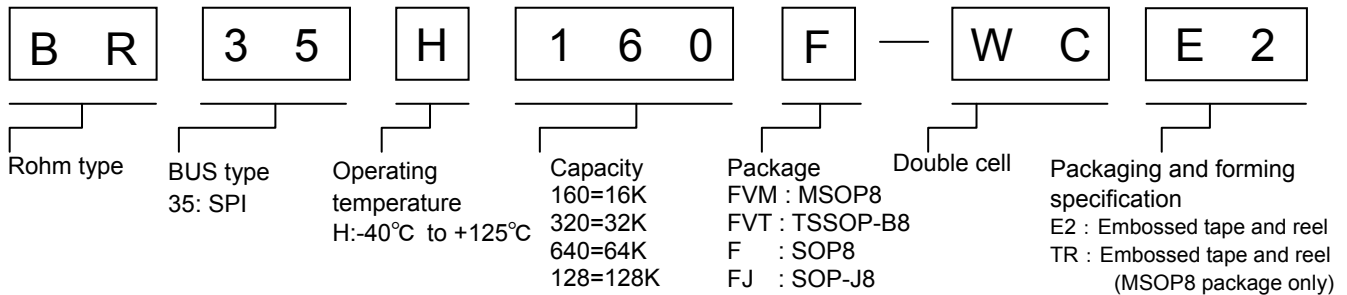 B R 3 5 H 1 6 0 F — W C E 2
Rohm type
BUS type
35: SPI
Operating
temperature
H:-40℃ to +125℃
Capacity
160=16K
320=32K
640=64K
128=128K
Package
FVM : MSOP8
FVT : TSSOP-B8
F : SOP8
FJ : SOP-J8
Double cell
Packaging and forming
specification
E2 : Embossed tape and reel
TR : Embossed tape and reel
(MSOP8 package only)